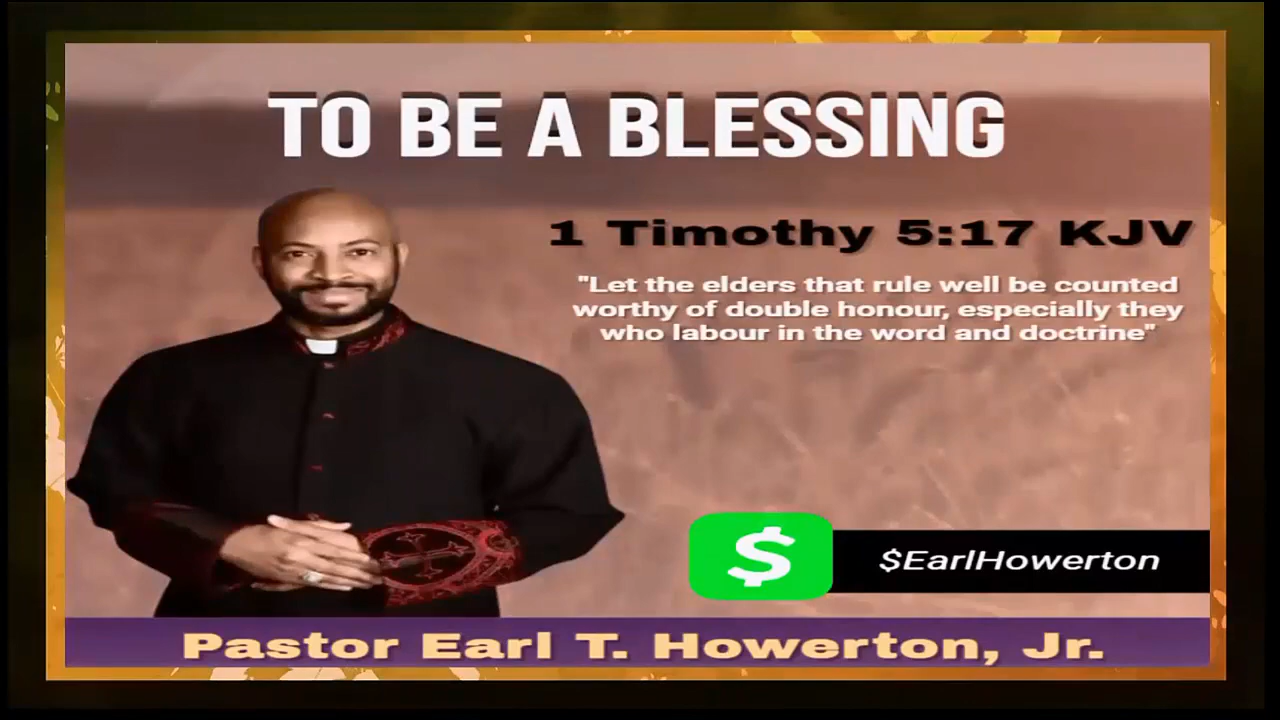 TO BE A BLESSING
1 Timothy 5:17 KJV
"Let the elders that rule well be counted
worthy of double honour, especially they
who labour in the word and doctrine"
$
$EarlHowerton
Pastor Earl T. Howerton, Jr.